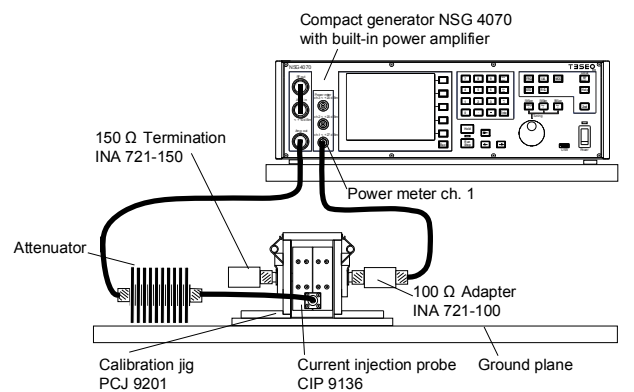 Compact generator NSG 4070
with built-in power amplifier
NSG 4070
TESEQ
150 Ω Termination
INA 721-150
Power meter ch. 1
Attenuator
100 Ω Adapter
INA 721-100
Calibration jig
PCJ 9201
Current injection probe
CIP 9136
Ground plane